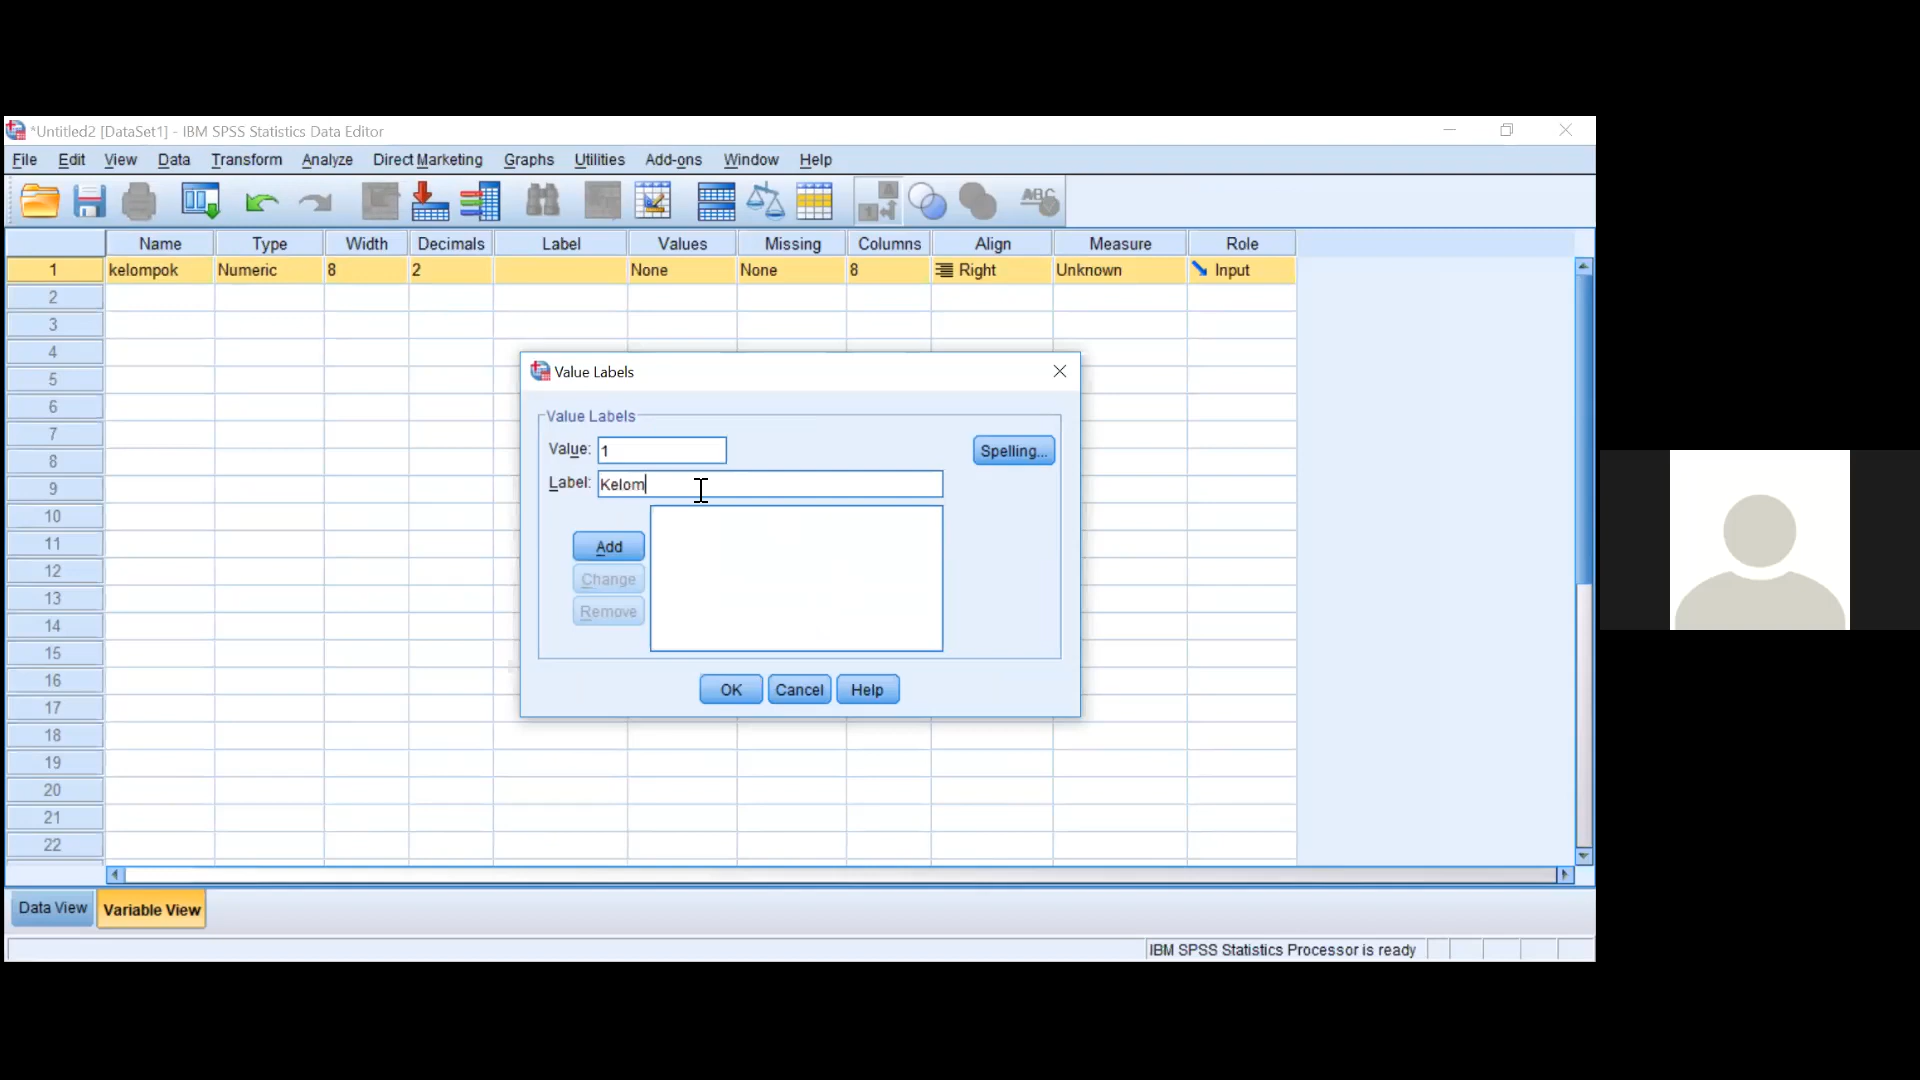 *Untitled2 [DataSet1] - IBM SPSS Statistics Data Editor
File Edit View Data Transform Analyze Direct Marketing Graphs Utilities Add-ons Window Help
A
1
ABC
Name Type Width Decimals Label Values Missing Columns Align Measure Role
1 kelompok Numeric 8 2 None None 8 Right Unknown Input
2
3
4
5
6
7
8
9
10
11
12
13
14
15
16
17
18
19
20
21
22
Value Labels
Value Labels
Value: 1
Spelling...
Label: Kelom
Add
Change
Remove
OK Cancel Help
Data View Variable View
IBM SPSS Statistics Processor is ready